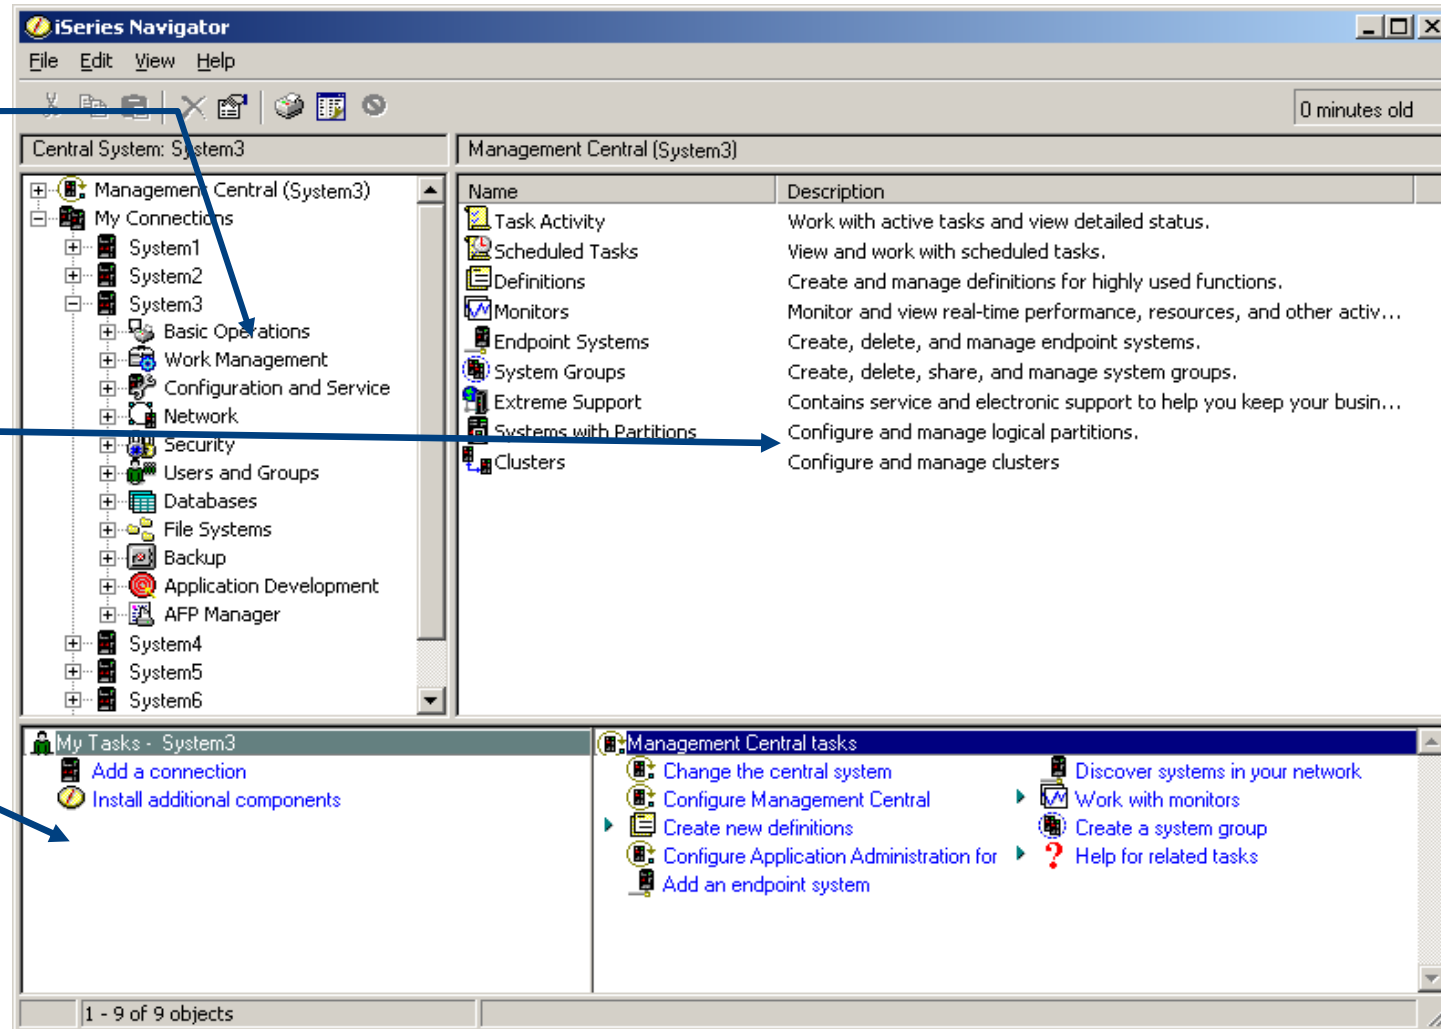 iSeries Navigator
File Edit View Help
0 minutes old
Central System: System3
Management Central (System3)
Management Central (System3)
My Connections
System1
System2
System3
Basic Operations
Work Management
Configuration and Service
Network
Security
Users and Groups
Databases
File Systems
Backup
Application Development
AFP Manager
System4
System5
System6
Name Description
Task Activity Work with active tasks and view detailed status.
Scheduled Tasks View and work with scheduled tasks.
Definitions Create and manage definitions for highly used functions.
Monitors Monitor and view real-time performance, resources, and other activ...
Endpoint Systems Create, delete, and manage endpoint systems.
System Groups Create, delete, share, and manage system groups.
Extreme Support Contains service and electronic support to help you keep your busin...
Systems with Partitions Configure and manage logical partitions.
Clusters Configure and manage clusters
My Tasks - System3
Add a connection
Install additional components
Management Central tasks
Change the central system
Configure Management Central
Create new definitions
Configure Application Administration for
Add an endpoint system
Discover systems in your network
Work with monitors
Create a system group
Help for related tasks
1 - 9 of 9 objects